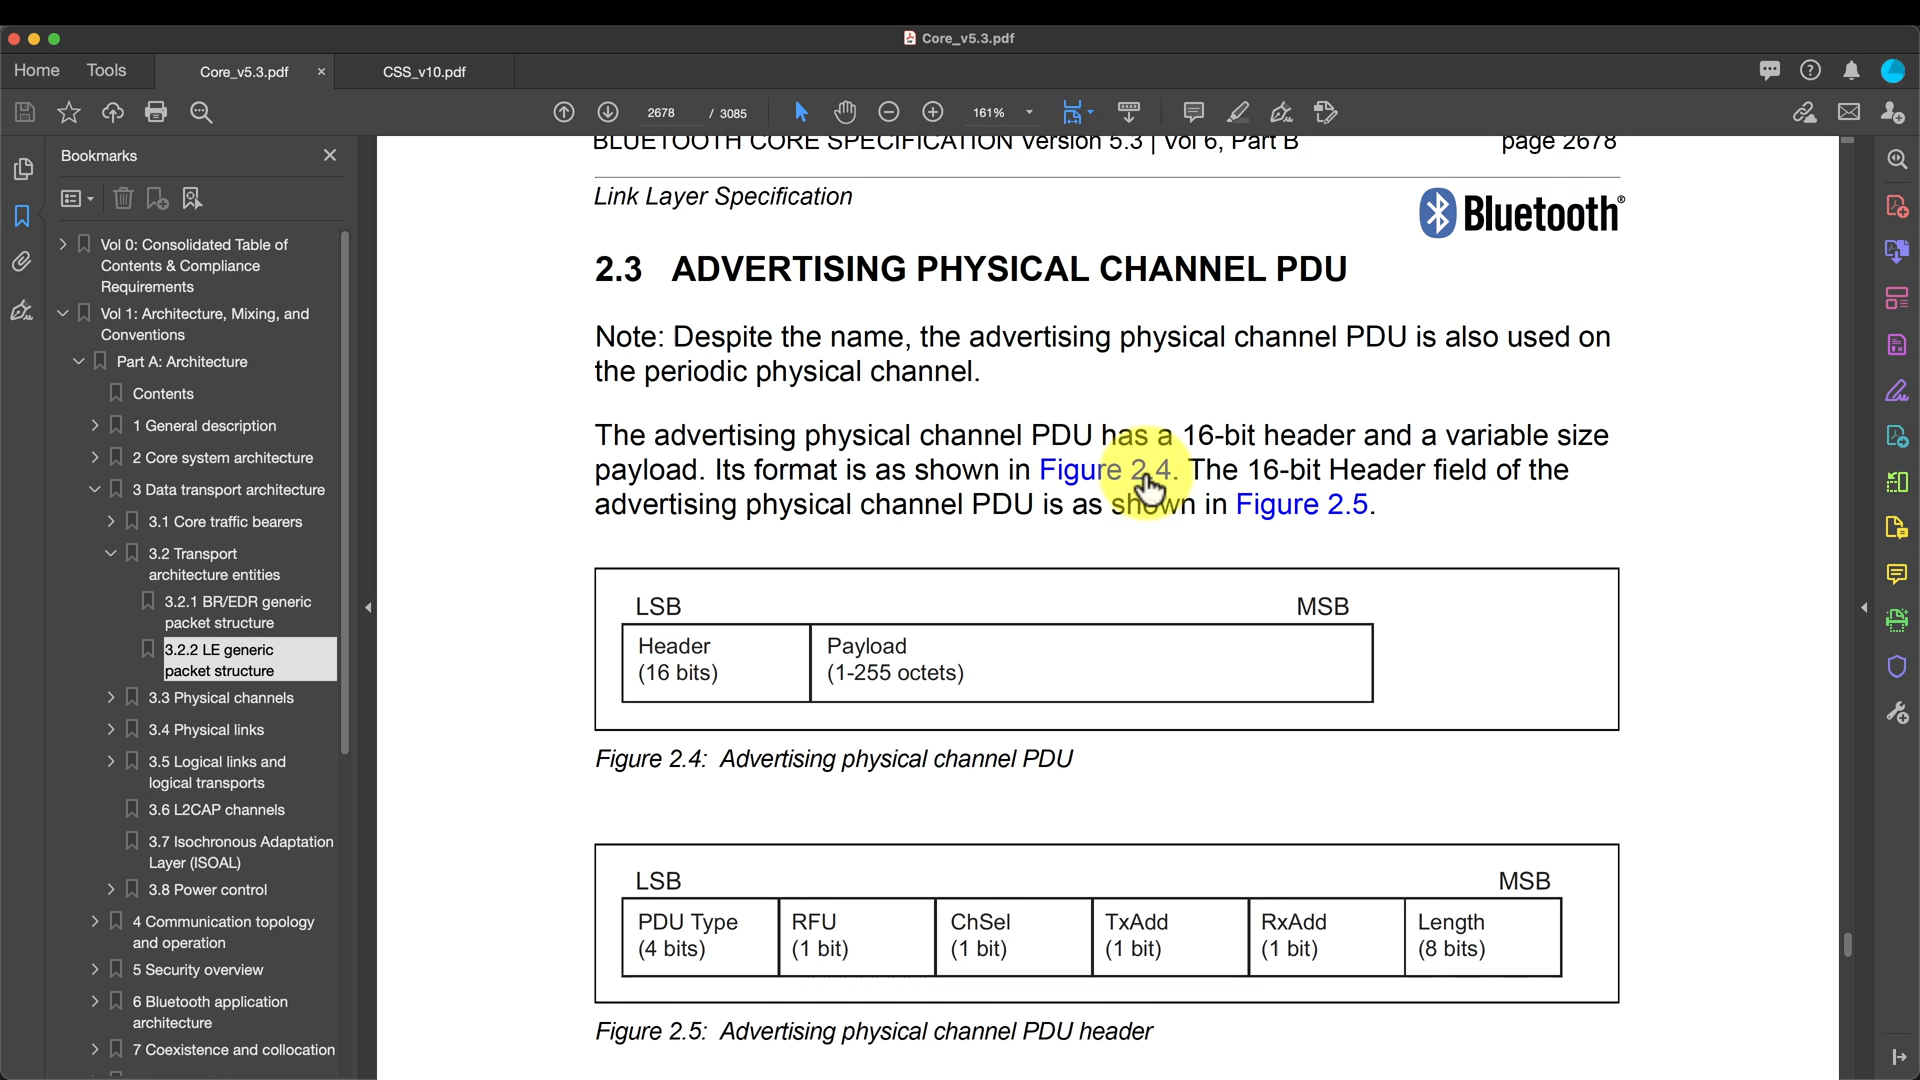 Core_v5.3.pdf
Home
Tools
Core_v5.3.pdf
CSS_v10.pdf
2678
/ 3085
161%
Bookmarks
Vol 0: Consolidated Table of
Contents & Compliance
Requirements
Vol 1: Architecture, Mixing, and
Conventions
Part A: Architecture
Contents
1 General description
2 Core system architecture
3 Data transport architecture
3.1 Core traffic bearers
3.2 Transport
architecture entities
3.2.1 BR/EDR generic
packet structure
3.2.2 LE generic
packet structure
3.3 Physical channels
3.4 Physical links
3.5 Logical links and
logical transports
3.6 L2CAP channels
3.7 Isochronous Adaptation
Layer (ISOAL)
3.8 Power control
4 Communication topology
and operation
5 Security overview
6 Bluetooth application
architecture
7 Coexistence and collocation
BLUETOOTH CORE SPECIFICATION Version 5.3 | Vol 6, Part B
page 2678
Link Layer Specification
Bluetooth®
2.3 ADVERTISING PHYSICAL CHANNEL PDU
Note: Despite the name, the advertising physical channel PDU is also used on
the periodic physical channel.
The advertising physical channel PDU has a 16-bit header and a variable size
payload. Its format is as shown in Figure 2.4. The 16-bit Header field of the
advertising physical channel PDU is as shown in Figure 2.5.
LSB
MSB
Header
(16 bits)
Payload
(1-255 octets)
Figure 2.4: Advertising physical channel PDU
LSB
MSB
PDU Type
(4 bits)
RFU
(1 bit)
ChSel
(1 bit)
TxAdd
(1 bit)
RxAdd
(1 bit)
Length
(8 bits)
Figure 2.5: Advertising physical channel PDU header